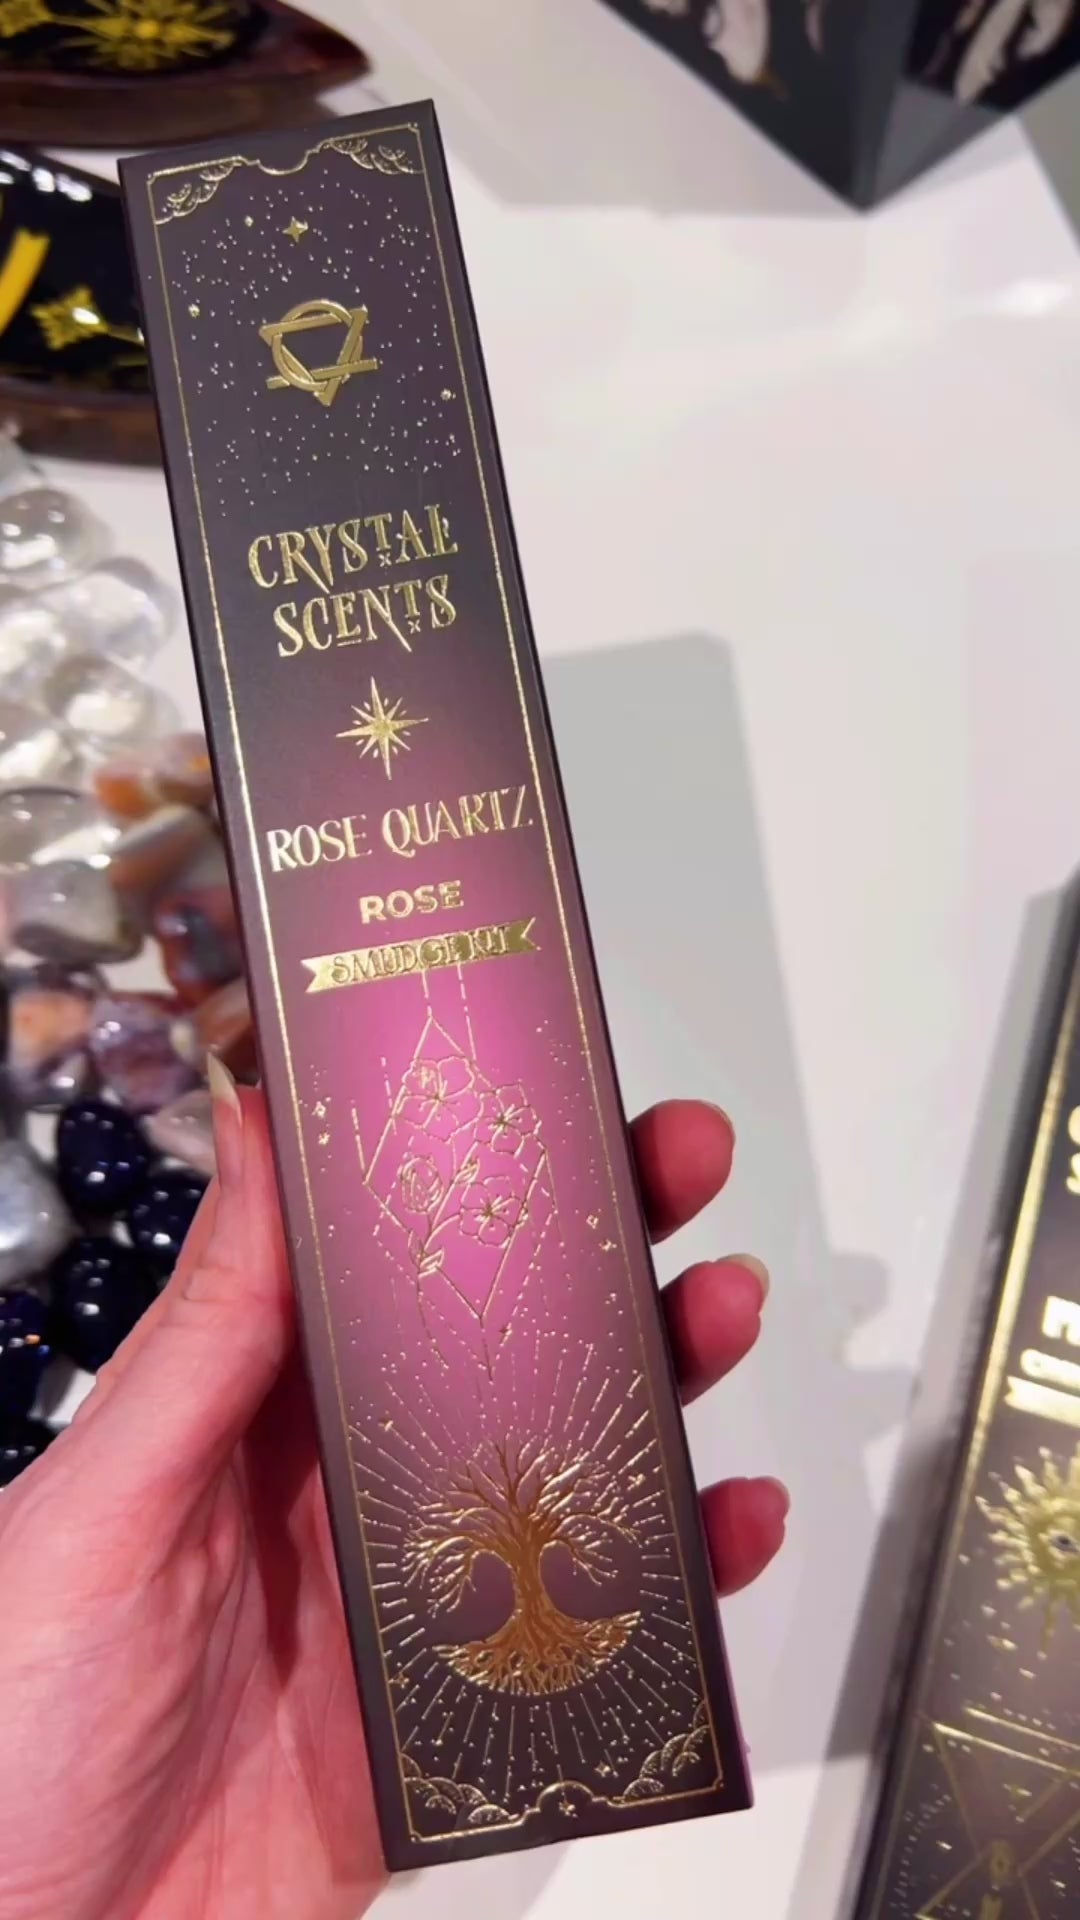 CRYSTAL
SCENTS
ROSE QUARTZ
ROSE
SMUDGE KIT